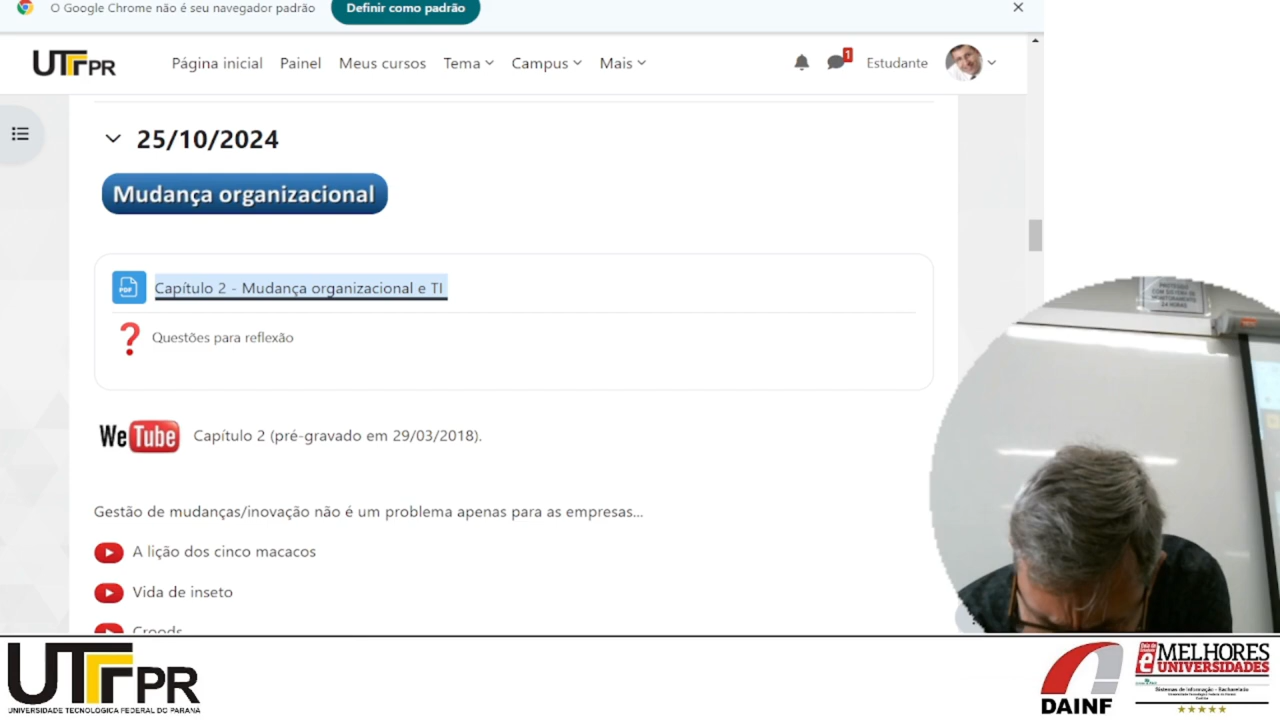 O Google Chrome não é seu navegador padrão
Definir como padrão
UTFPR
Página inicial
Painel
Meus cursos
Tema
Campus
Mais
1
Estudante
25/10/2024
Mudança organizacional
PDF
Capítulo 2 - Mudança organizacional e TI
Questões para reflexão
WeTube
Capítulo 2 (pré-gravado em 29/03/2018).
Gestão de mudanças/inovação não é um problema apenas para as empresas...
A lição dos cinco macacos
Vida de inseto
Croods
UTFPR
UNIVERSIDADE TECNOLÓGICA FEDERAL DO PARANÁ
DAINF
MELHORES
UNIVERSIDADES
Sistemas de Informação - Bacharelado